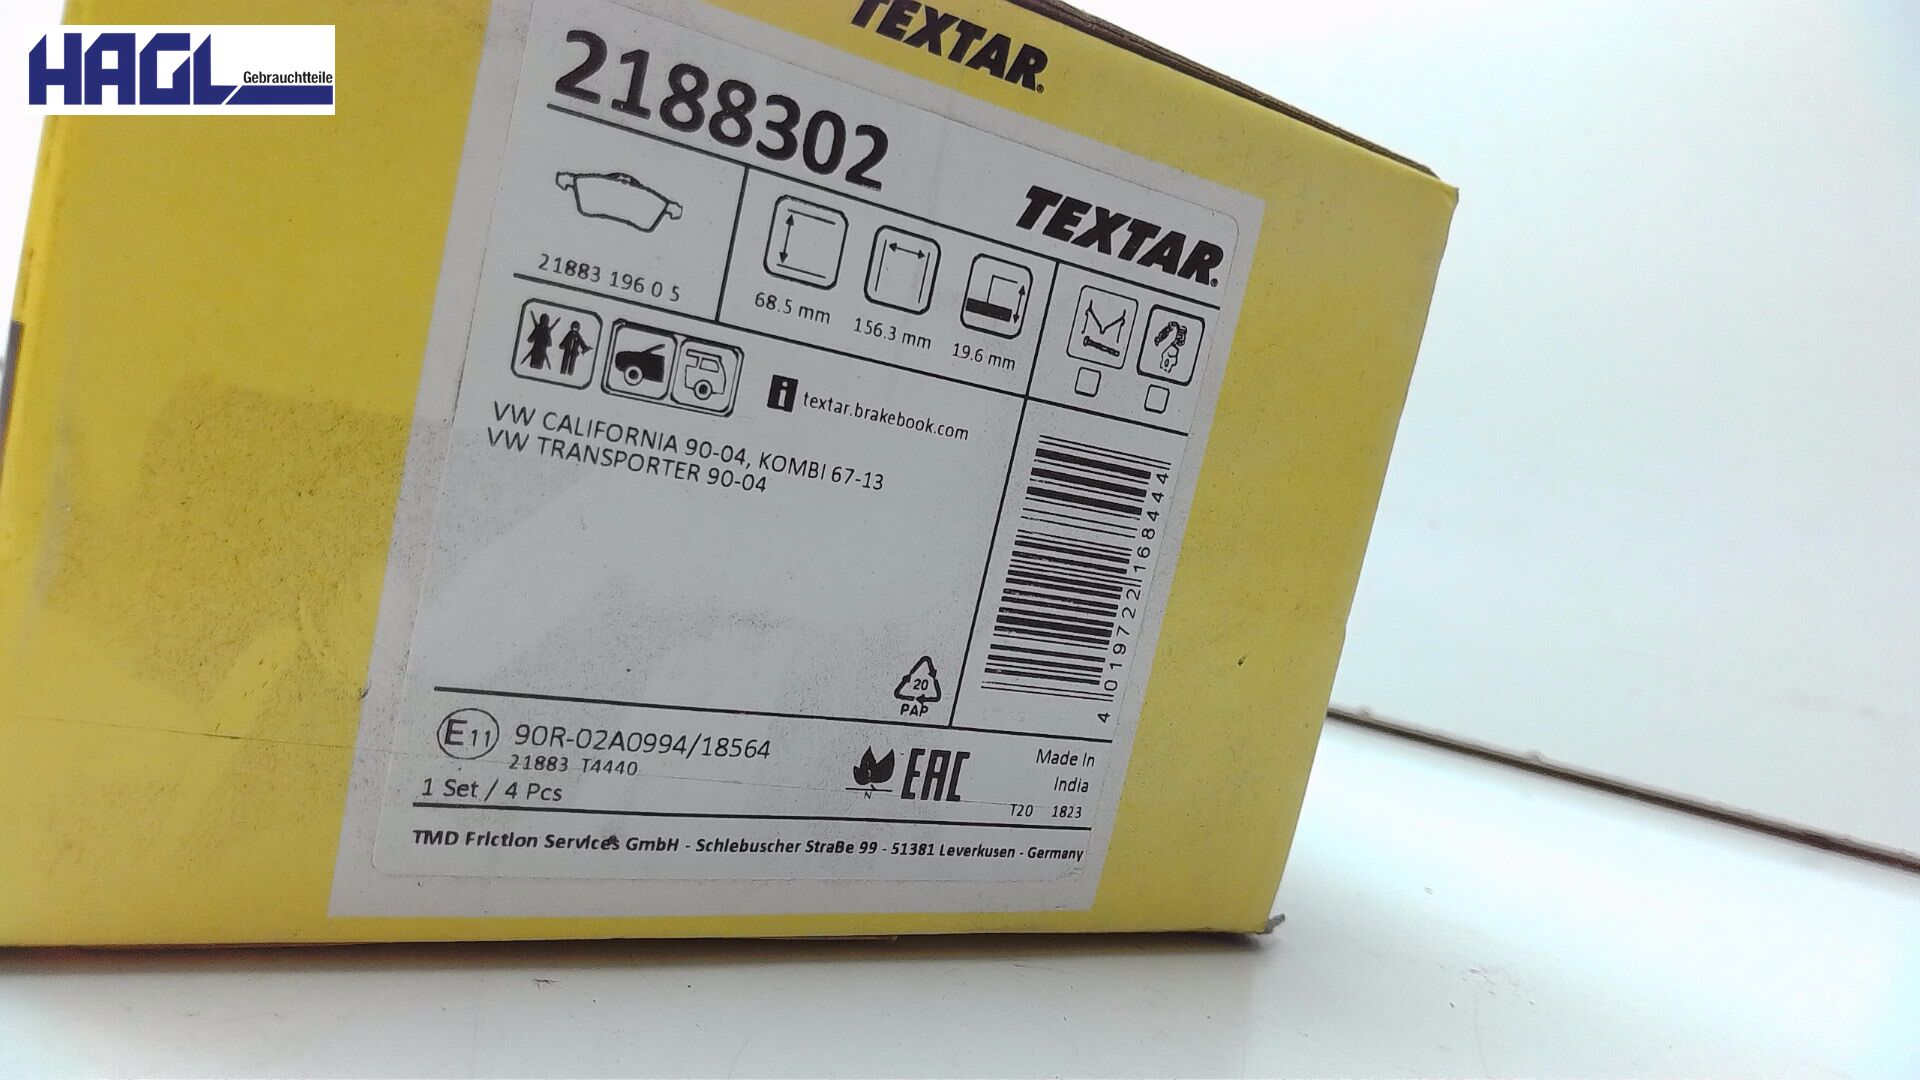 HAGL Gebrauchtteile
TEXTAR
2188302
TEXTAR
21883 196 0 5
68.5 mm
156.3 mm
19.6 mm
i textar.brakebook.com
VW CALIFORNIA 90-04, KOMBI 67-13
VW TRANSPORTER 90-04
4 019722 168444
20
PAP
E11 90R-02A0994/18564
21883 T4440
1 Set / 4 Pcs
N
EAC
Made In
India
T20 1823
TMD Friction Services GmbH - Schlebuscher Straße 99 - 51381 Leverkusen - Germany